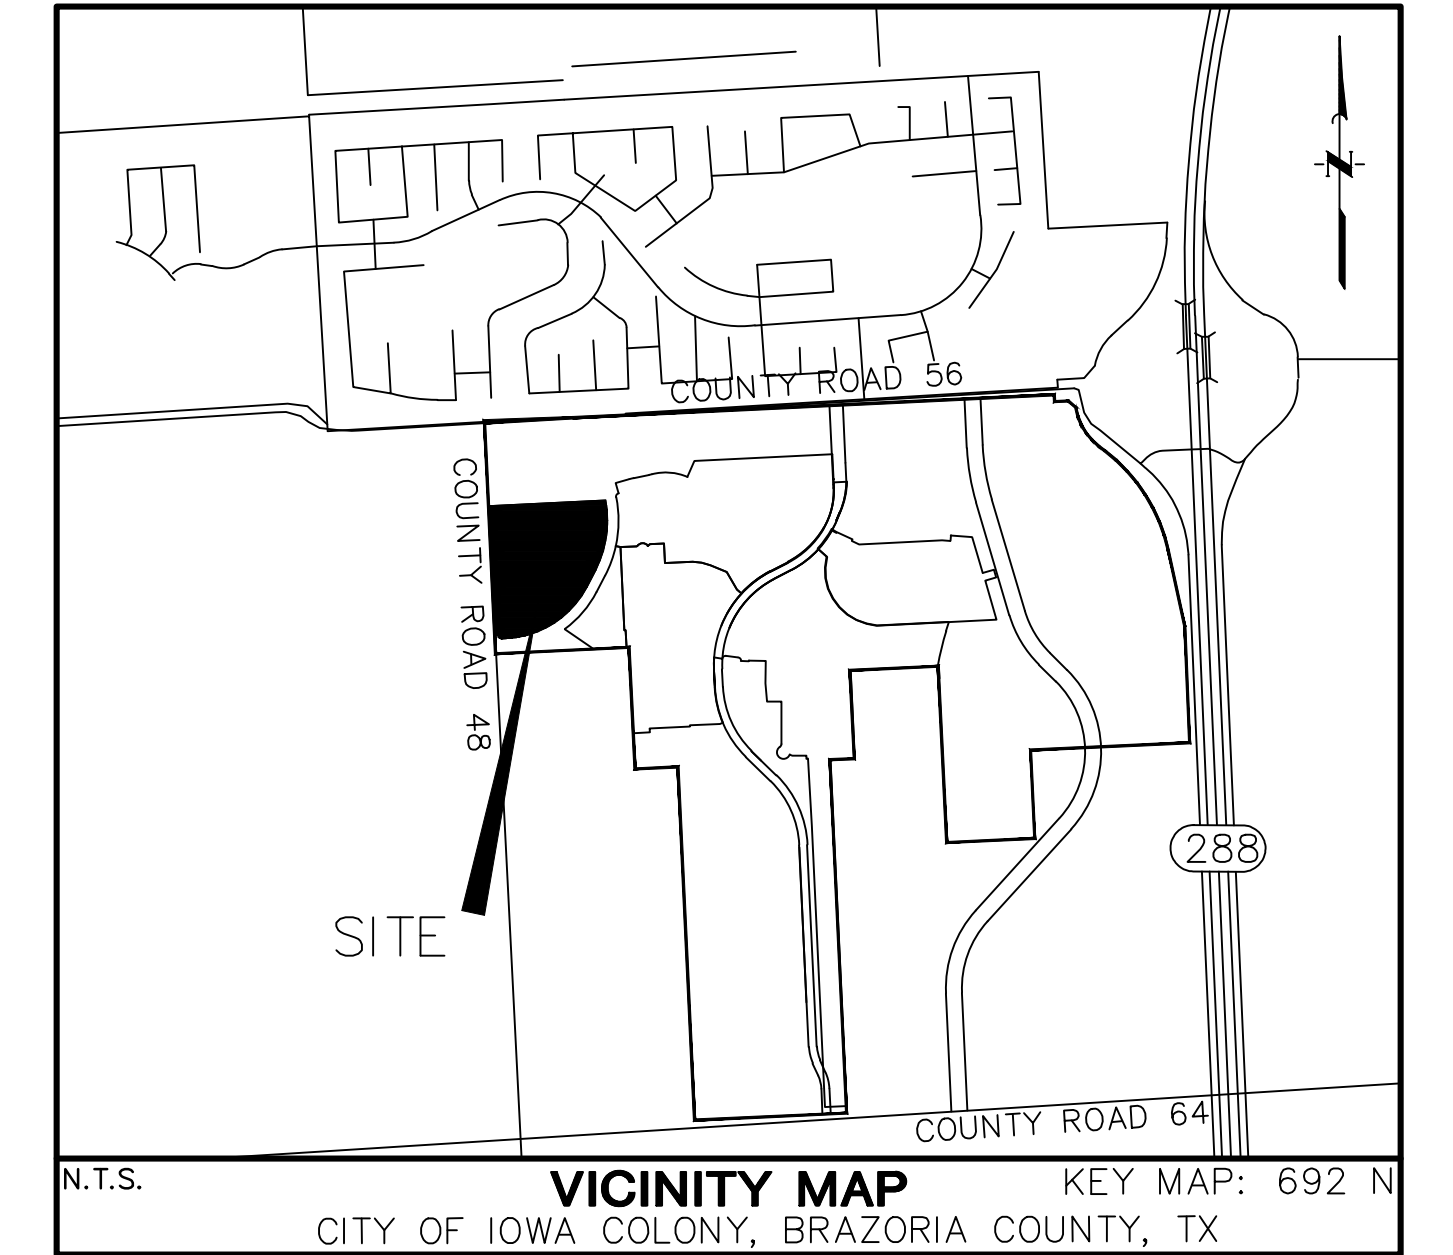 N
COUNTY ROAD 56
COUNTY ROAD 48
288
SITE
COUNTY ROAD 64
N.T.S.
VICINITY MAP
KEY MAP: 692 N
CITY OF IOWA COLONY, BRAZORIA COUNTY, TX